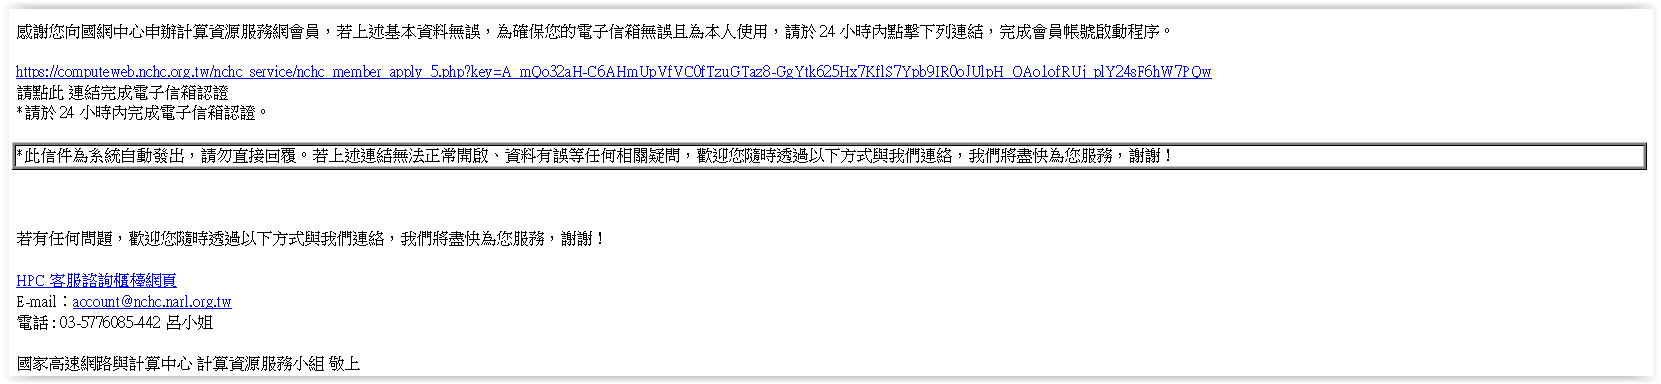 感謝您向國網中心申辦計算資源服務網會員，若上述基本資料無誤，為確保您的電子信箱無誤且為本人使用，請於 24 小時內點擊下列連結，完成會員帳號啟動程序。
https://computeweb.nchc.org.tw/nchc_service/nchc_member_apply_5.php?key=A_mQo32aH-C6AHmUpVfVC0fTzuGTaz8-GgYtk625Hx7KflS7Ypb9IR0oJUlpH_OAo1ofRUj_plY24sF6hW7PQw
請點此 連結完成電子信箱認證
*請於 24 小時內完成電子信箱認證。
*此信件為系統自動發出，請勿直接回覆。若上述連結無法正常開啟、資料有誤等任何相關疑問，歡迎您隨時透過以下方式與我們連絡，我們將盡快為您服務，謝謝！
若有任何問題，歡迎您隨時透過以下方式與我們連絡，我們將盡快為您服務，謝謝！
HPC 客服諮詢櫃檯網頁
E-mail：account@nchc.narl.org.tw
電話 : 03-5776085-442 呂小姐
國家高速網路與計算中心 計算資源服務小組 敬上